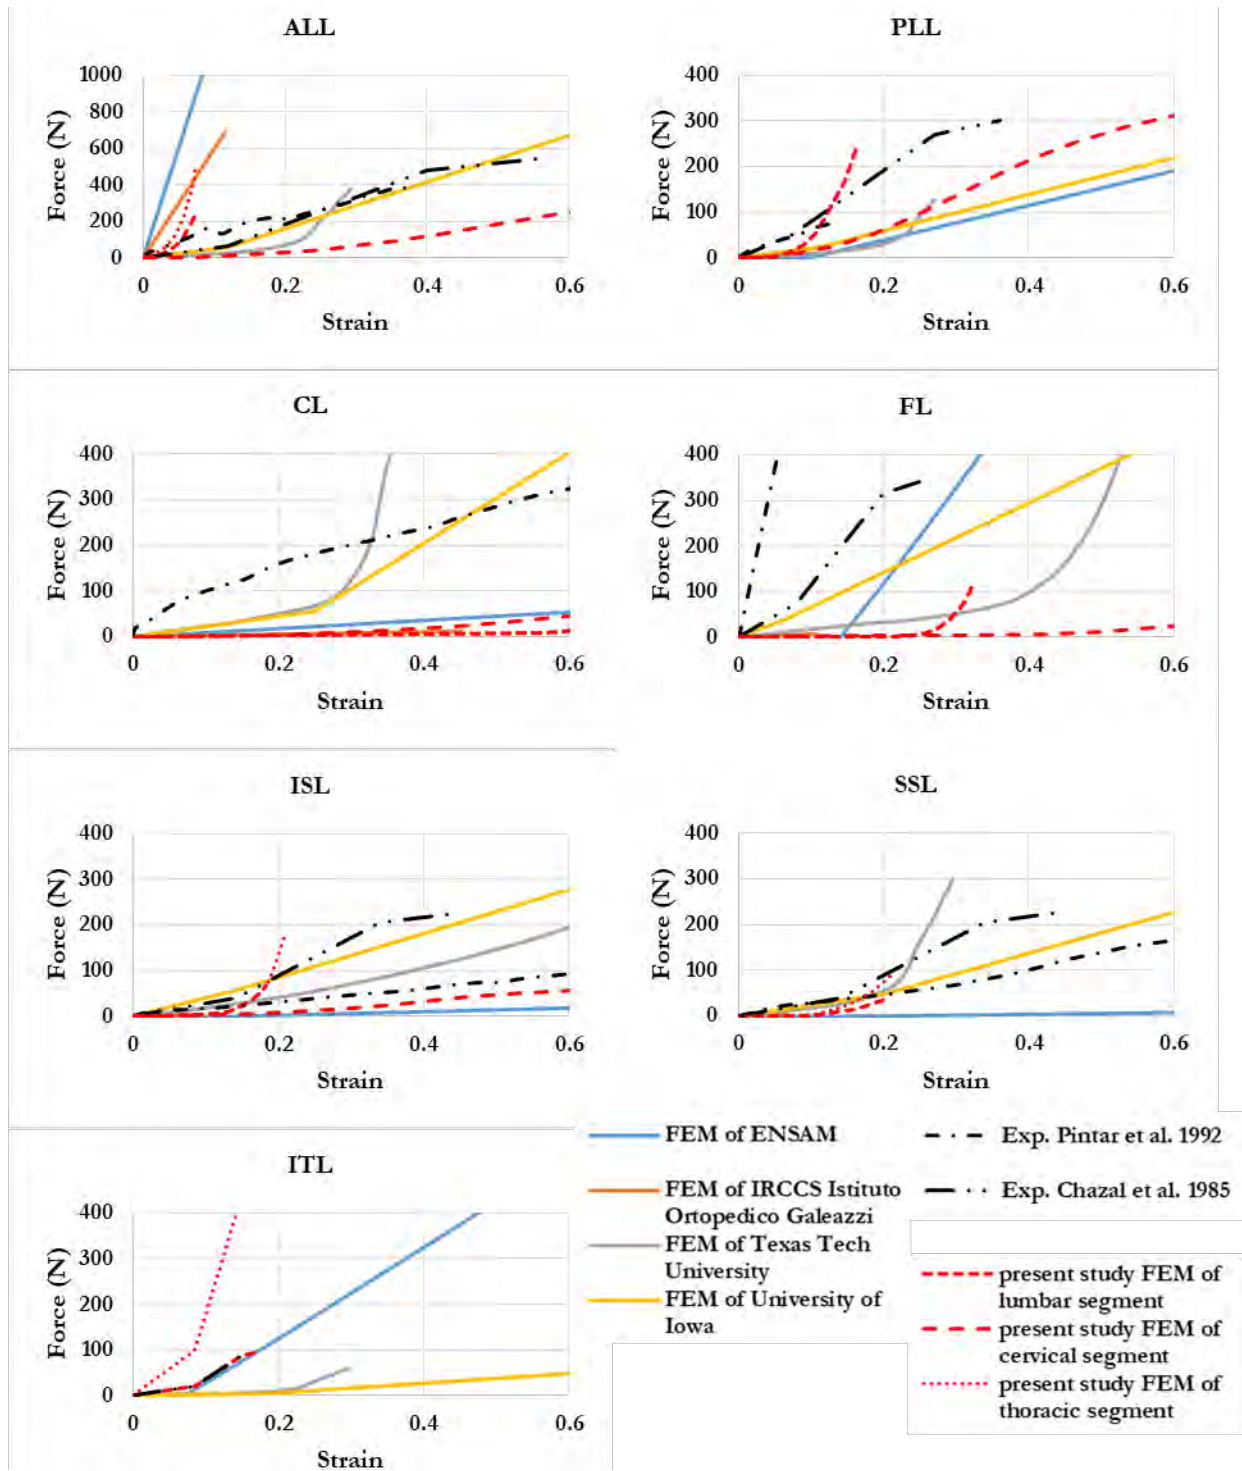 ALL
1000
800
600
400
200
0
Force (N)
0 0.2 0.4 0.6
Strain
PLL
400
300
200
100
0
Force (N)
0 0.2 0.4 0.6
Strain
CL
400
300
200
100
0
Force (N)
0 0.2 0.4 0.6
Strain
FL
400
300
200
100
0
Force (N)
0 0.2 0.4 0.6
Strain
ISL
400
300
200
100
0
Force (N)
0 0.2 0.4 0.6
Strain
SSL
400
300
200
100
0
Force (N)
0 0.2 0.4 0.6
Strain
ITL
400
300
200
100
0
Force (N)
0 0.2 0.4 0.6
Strain
FEM of ENSAM
FEM of IRCCS Istituto
Ortopedico Galeazzi
FEM of Texas Tech
University
FEM of University of
Iowa
Exp. Pintar et al. 1992
Exp. Chazal et al. 1985
present study FEM of
lumbar segment
present study FEM of
cervical segment
present study FEM of
thoracic segment